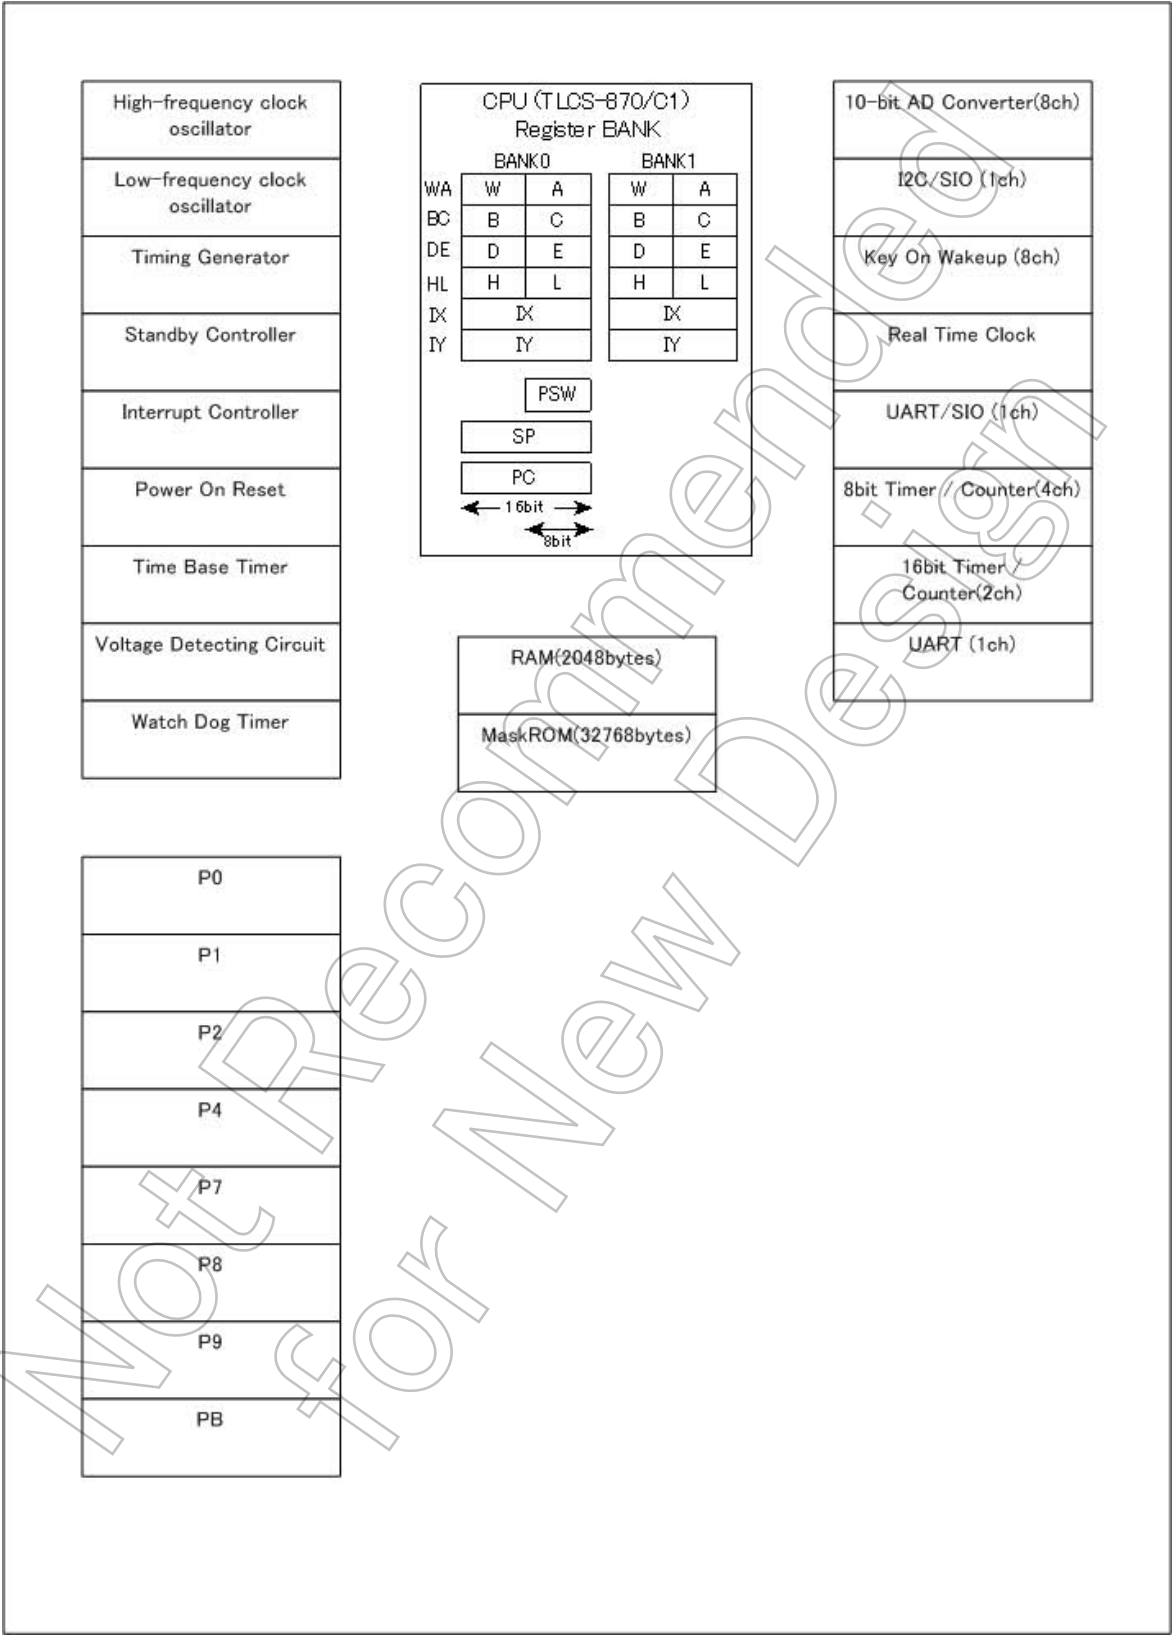 High-frequency clock
oscillator
Low-frequency clock
oscillator
Timing Generator
Standby Controller
Interrupt Controller
Power On Reset
Time Base Timer
Voltage Detecting Circuit
Watch Dog Timer
CPU (TLCS-870/C1)
Register BANK
BANK0 BANK1
WA W A W A
BC B C B C
DE D E D E
HL H L H L
IX IX IX
IY IY IY
PSW
SP
PC
16bit
8bit
RAM(2048bytes)
MaskROM(32768bytes)
10-bit AD Converter(8ch)
I2C/SIO (1ch)
Key On Wakeup (8ch)
Real Time Clock
UART/SIO (1ch)
8bit Timer / Counter(4ch)
16bit Timer /
Counter(2ch)
UART (1ch)
P0
P1
P2
P4
P7
P8
P9
PB
Not Recommended
for New Design